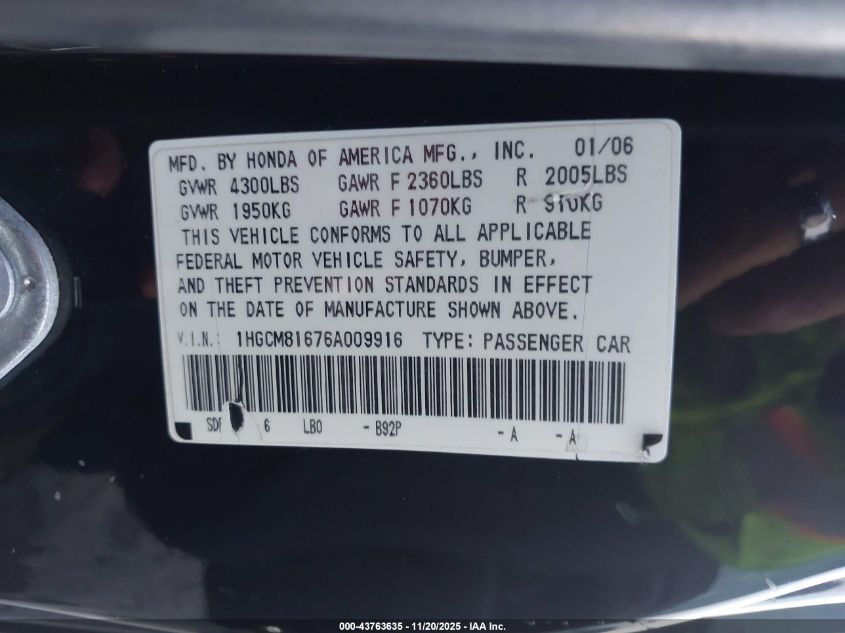 MFD. BY HONDA OF AMERICA MFG., INC. 01/06
GVWR 4300LBS GAWR F 2360LBS R 2005LBS
GVWR 1950KG GAWR F 1070KG R 910KG
THIS VEHICLE CONFORMS TO ALL APPLICABLE
FEDERAL MOTOR VEHICLE SAFETY, BUMPER,
AND THEFT PREVENTION STANDARDS IN EFFECT
ON THE DATE OF MANUFACTURE SHOWN ABOVE.
V.I.N.: 1HGCM81676A009916 TYPE: PASSENGER CAR
6 LB0 - B92P - A - A
000-43763635 - 11/20/2025 - IAA Inc.